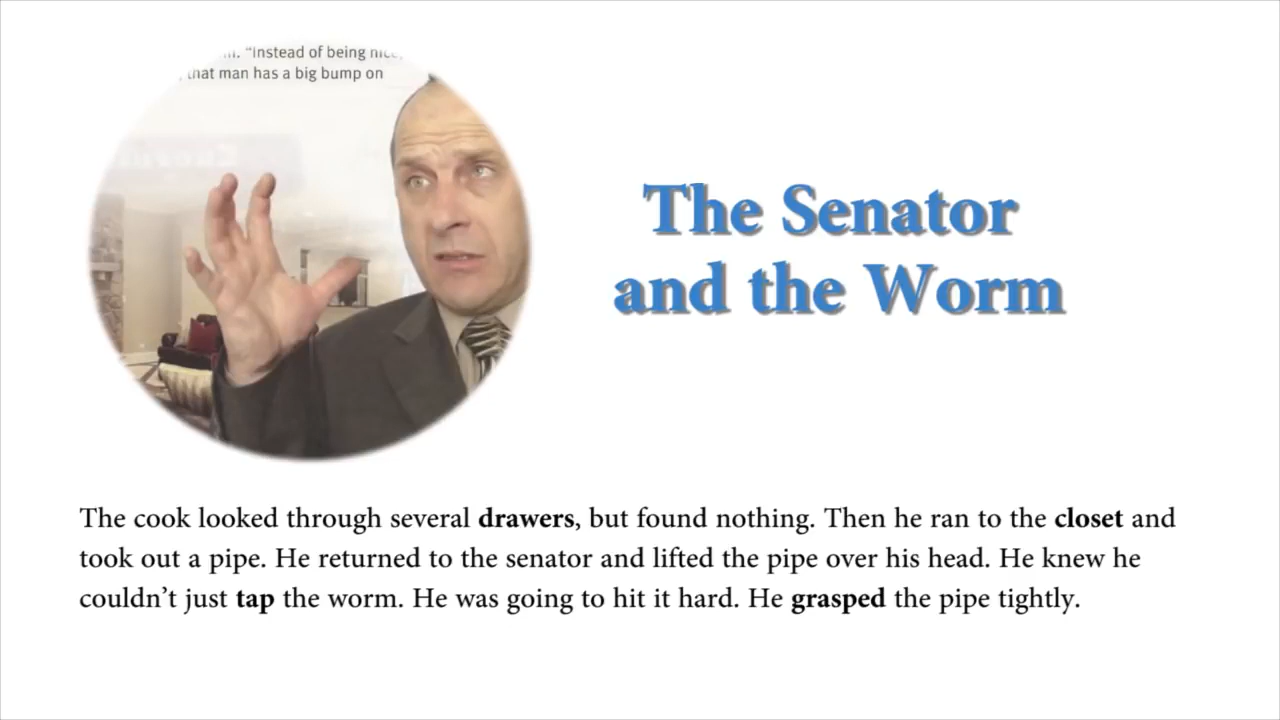 "Instead of being nice,
that man has a big bump on
The Senator
and the Worm
The cook looked through several drawers, but found nothing. Then he ran to the closet and
took out a pipe. He returned to the senator and lifted the pipe over his head. He knew he
couldn't just tap the worm. He was going to hit it hard. He grasped the pipe tightly.